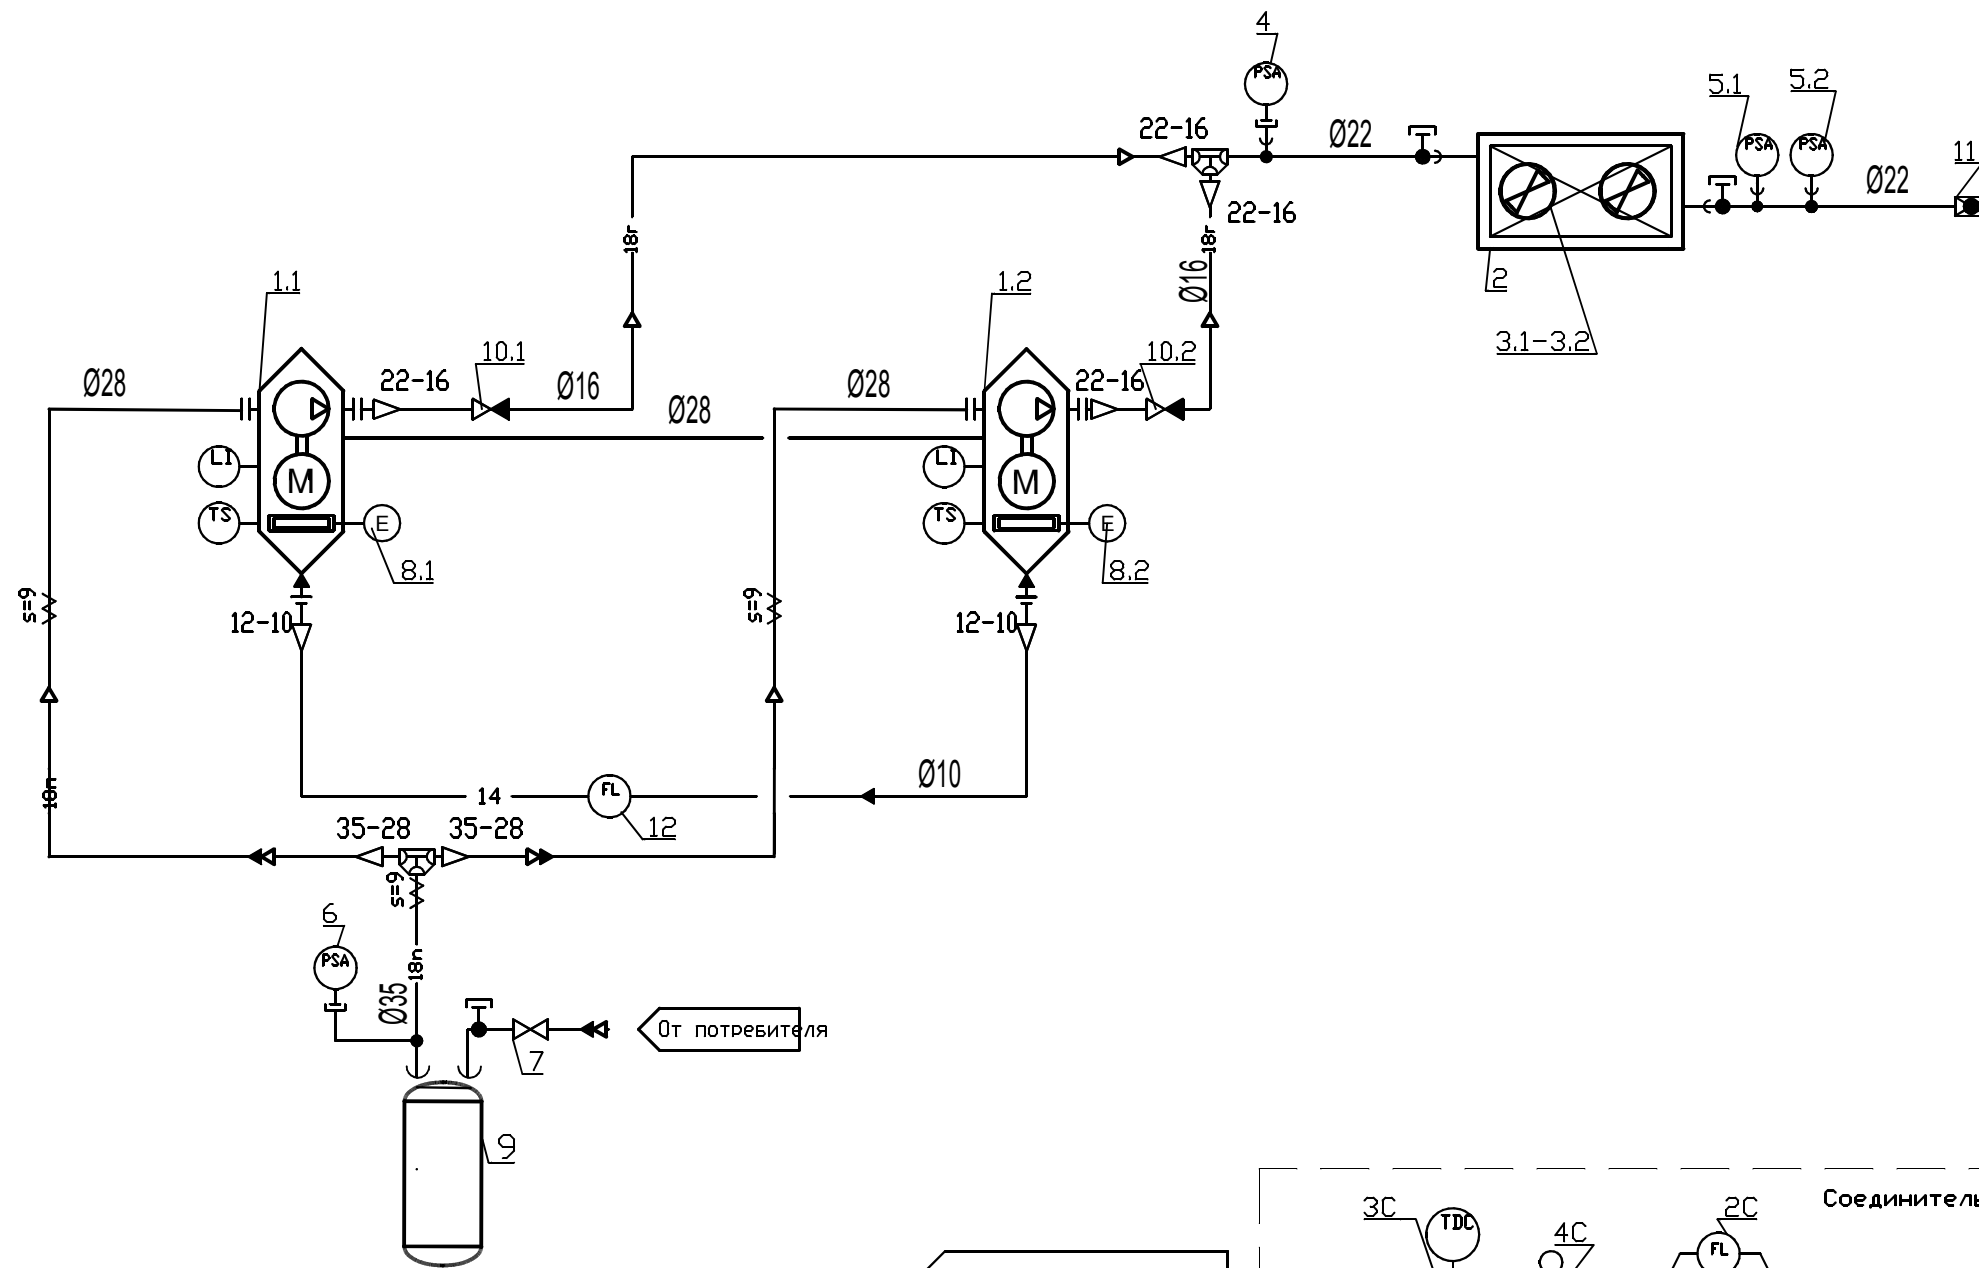 4
5.1
5.2
PSA
22-16
Ø22
PSA
PSA
11
Ø22
22-16
18г
18г
Ø16
1.1
1.2
2
3.1-3.2
10.1
10.2
Ø28
22-16
Ø16
Ø28
Ø28
22-16
LI
M
LI
M
TS
E
TS
E
8.1
8.2
s=9
s=9
12-10
12-10
18п
Ø10
14
FL
12
35-28
35-28
s=9
6
PSA
18п
Ø35
От потребителя
7
9
Соединитель
3C
TDC
4C
2C
FL